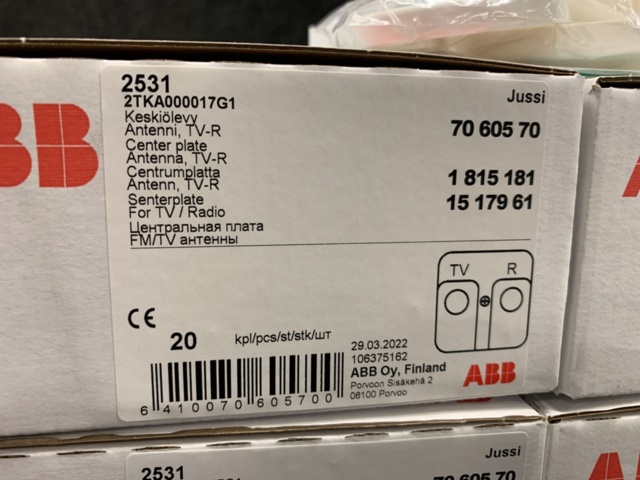 2531
Jussi
2TKA000017G1
Keskiölevy
Antenni, TV-R
70 605 70
Center plate
Antenna, TV-R
Centrumplatta
Antenn, TV-R
1 815 181
Senterplate
For TV / Radio
15 179 61
Центральная плата
FM/TV антенны
TV R
CE
20 kpl/pcs/st/stk/шт
29.03.2022
106375162
ABB Oy, Finland
Porvoon Sisäkehä 2
06100 Porvoo
ABB
6 410070 605700
BB
Jussi
2531
70 605 70